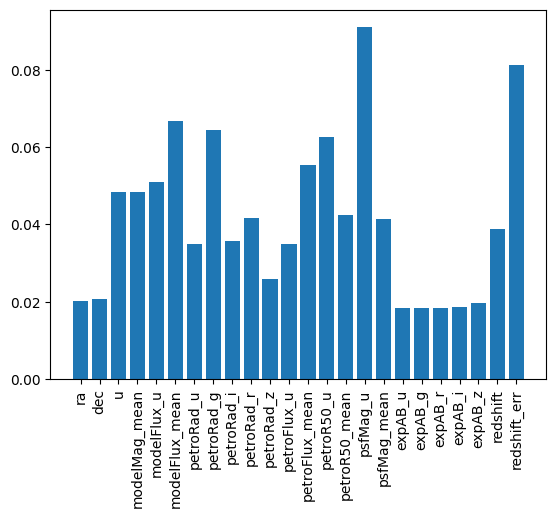 0.08
0.06
0.04
0.02
0.00
ra
dec
u
modelMag_mean
modelFlux_u
modelFlux_mean
petroRad_u
petroRad_g
petroRad_i
petroRad_r
petroRad_z
petroFlux_u
petroFlux_mean
petroR50_u
petroR50_mean
psfMag_u
psfMag_mean
expAB_u
expAB_g
expAB_r
expAB_i
expAB_z
redshift
redshift_err